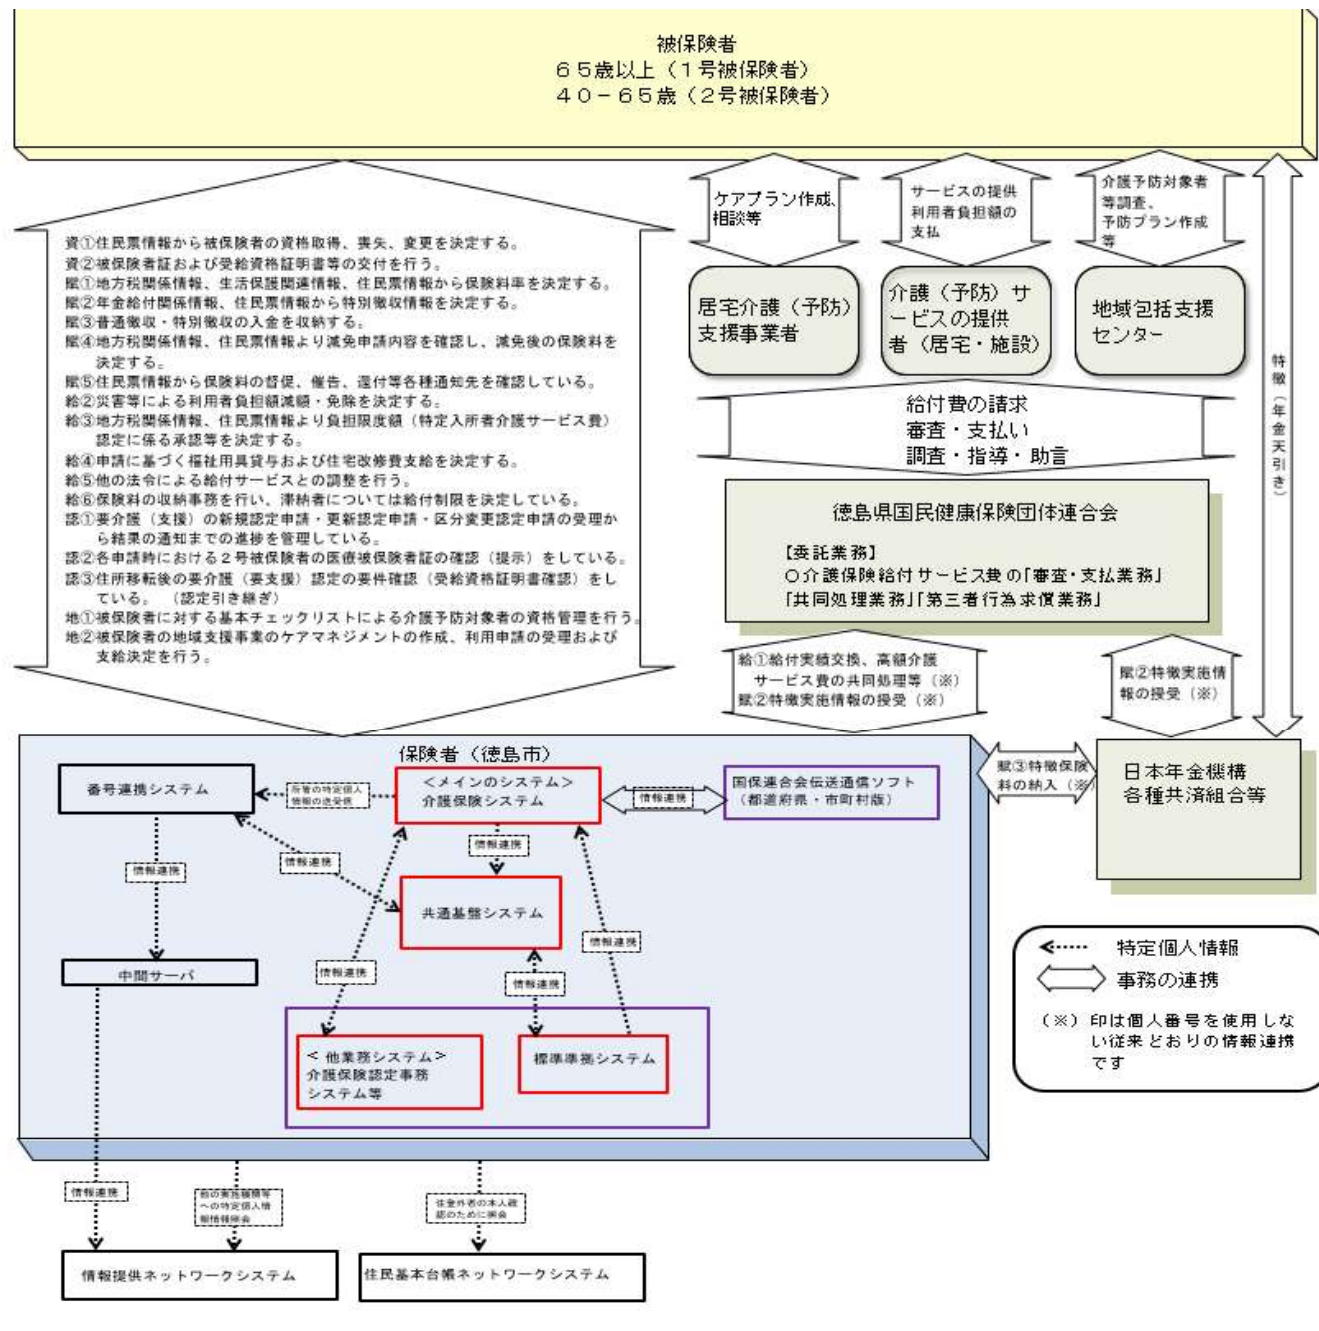 被保険者
６５歳以上（１号被保険者）
４０－６５歳（２号被保険者）
資①住民票情報から被保険者の資格取得、喪失、変更を決定する。
資②被保険者証および受給資格証明書等の交付を行う。
賦①地方税関係情報、生活保護関連情報、住民票情報から保険料率を決定する。
賦②年金給付関係情報、住民票情報から特別徴収情報を決定する。
賦③普通徴収・特別徴収の入金を収納する。
賦④地方税関係情報、住民票情報より減免申請内容を確認し、減免後の保険料を
決定する。
賦⑤住民票情報から保険料の督促、催告、還付等各種通知先を確認している。
給②災害等による利用者負担額減額・免除を決定する。
給③地方税関係情報、住民票情報より負担限度額（特定入所者介護サービス費）
認定に係る承認等を決定する。
給④申請に基づく福祉用具貸与および住宅改修費支給を決定する。
給⑤他の法令による給付サービスとの調整を行う。
給⑥保険料の収納事務を行い、滞納者については給付制限を決定している。
認①要介護（支援）の新規認定申請・更新認定申請・区分変更認定申請の受理か
ら結果の通知までの進捗を管理している。
認②各申請時における２号被保険者の医療被保険者証の確認（提示）をしている。
認③住所移転後の要介護（要支援）認定の要件確認（受給資格証明書確認）をし
ている。　（認定引き継ぎ）
地①被保険者に対する基本チェックリストによる介護予防対象者の資格管理を行う。
地②被保険者の地域支援事業のケアマネジメントの作成、利用申請の受理および
支給決定を行う。
ケアプラン作成、
相談等
サービスの提供
利用者負担額の
支払
介護予防対象者
等調査、
予防プラン作成
等
居宅介護（予防）
支援事業者
介護（予防）サ
ービスの提供
者（居宅・施設）
地域包括支援
センター
特徴（年金天引き）
給付費の請求
審査・支払い
調査・指導・助言
徳島県国民健康保険団体連合会
【委託業務】
○介護保険給付サービス費の｢審査・支払業務｣
｢共同処理業務｣｢第三者行為求償業務｣
給①給付実績交換、高額介護
サービス費の共同処理等（※）
賦②特徴実施情報の授受（※）
賦②特徴実施情
報の授受（※）
保険者（徳島市）
番号連携システム
所管の特定個人
情報の送受信
＜メインのシステム＞
介護保険システム
情報連携
国保連合会伝送通信ソフト
（都道府県・市町村版）
賦③特徴保険
料の納入（※）
日本年金機構
各種共済組合等
情報連携
情報連携
情報連携
共通基盤システム
情報連携
中間サーバ
情報連携
情報連携
＜ 他業務システム＞
介護保険認定事務
システム等
標準準拠システム
特定個人情報
事務の連携
（※）印は個人番号を使用しな
い従来どおりの情報連携
です
情報連携
他の実施機関等
への特定個人情
報情報照会
住登外者の本人確
認のために照会
情報提供ネットワークシステム
住民基本台帳ネットワークシステム